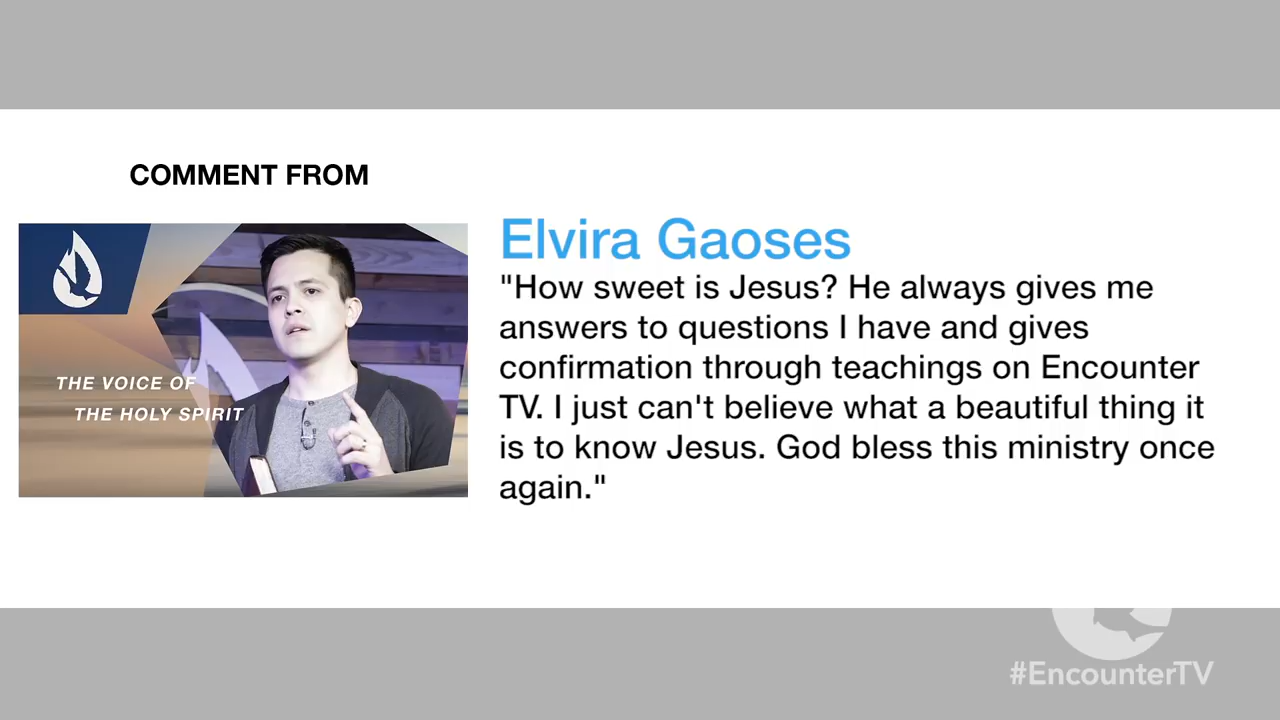 COMMENT FROM
THE VOICE OF
THE HOLY SPIRIT
Elvira Gaoses
"How sweet is Jesus? He always gives me
answers to questions I have and gives
confirmation through teachings on Encounter
TV. I just can't believe what a beautiful thing it
is to know Jesus. God bless this ministry once
again."
#EncounterTV